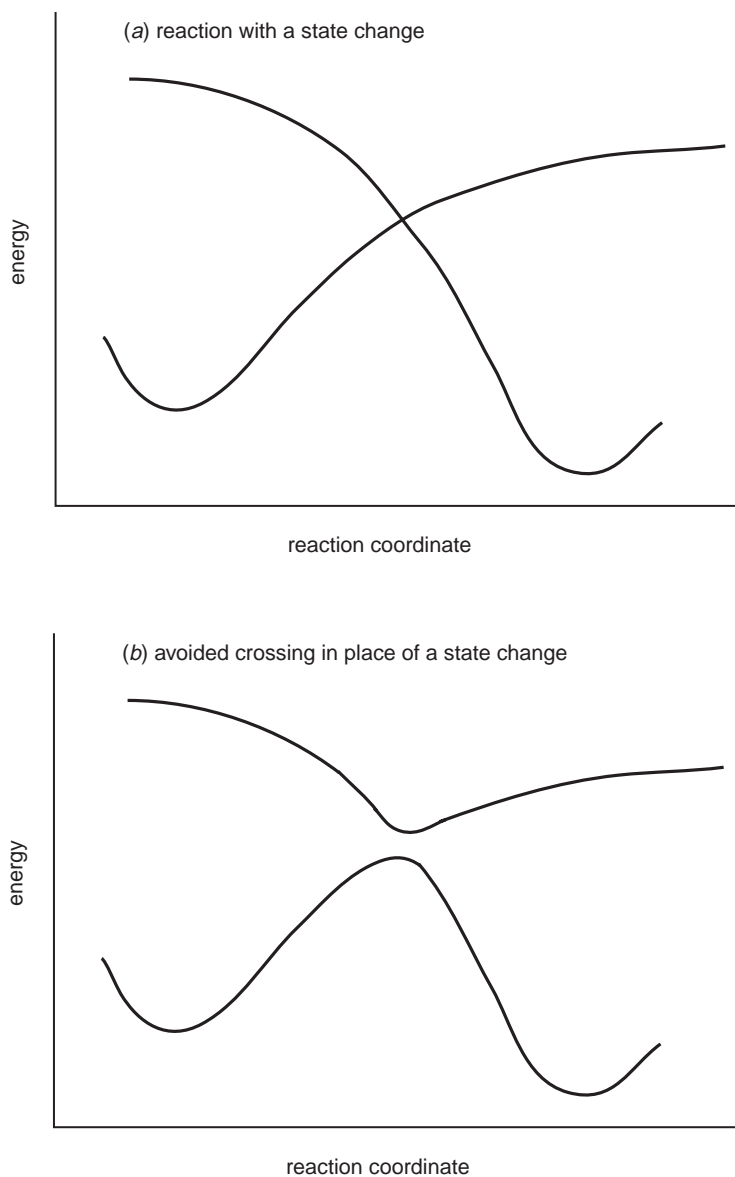 (a) reaction with a state change
energy
reaction coordinate
(b) avoided crossing in place of a state change
energy
reaction coordinate